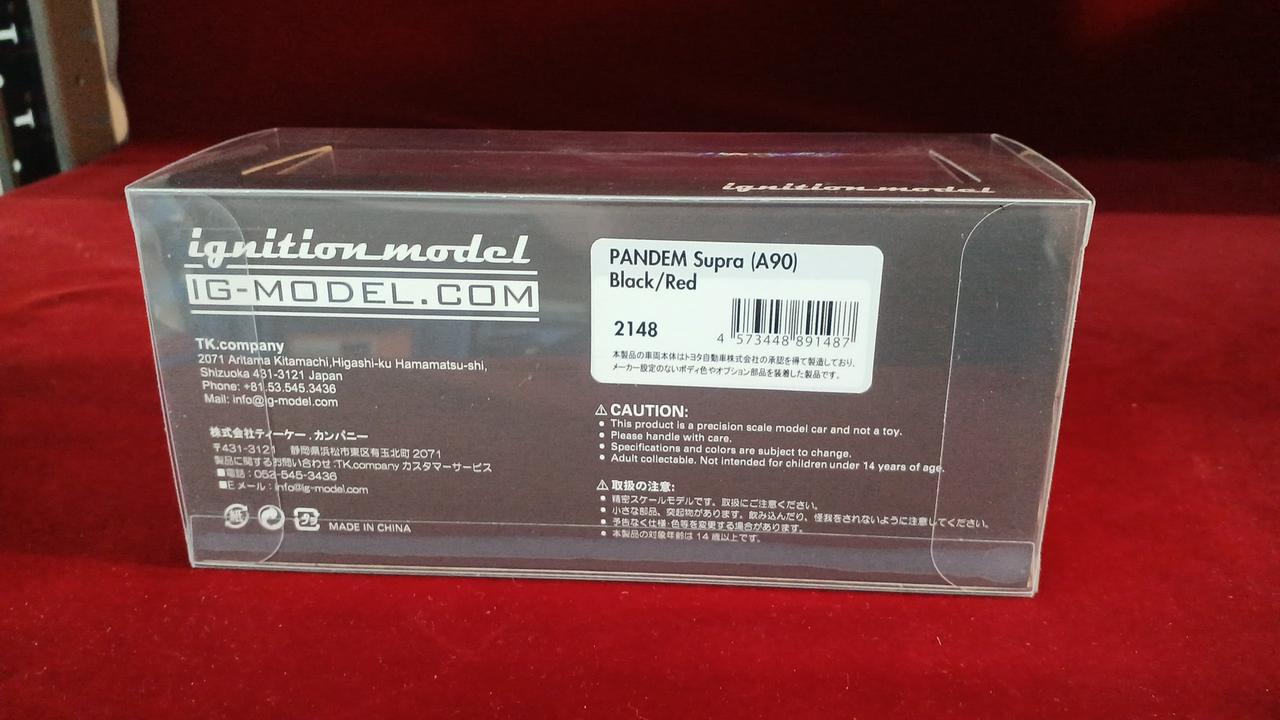 ignition model
ignition model
IG-MODEL.COM
TK.company
2071 Aritama Kitamachi,Higashi-ku Hamamatsu-shi,
Shizuoka 431-3121 Japan
Phone: +81.53.545.3436
Mail: info@ig-model.com
株式会社ティーケー.カンパニー
〒431-3121 静岡県浜松市東区有玉北町 2071
製品に関するお問い合わせ:TK.company カスタマーサービス
■電話:053-545-3436
■Eメール:info@ig-model.com
紙
プラ
MADE IN CHINA
PANDEM Supra (A90)
Black/Red
2148
4 573448 891487
本製品の車両本体はトヨタ自動車株式会社の承認を得て製造しており、
メーカー設定のないボディ色やオプション部品を装着した製品です。
⚠ CAUTION:
• This product is a precision scale model car and not a toy.
• Please handle with care.
• Specifications and colors are subject to change.
• Adult collectable. Not intended for children under 14 years of age.
⚠ 取扱の注意:
• 精密スケールモデルです。取扱にご注意ください。
• 小さな部品、突起物があります。飲み込んだり、怪我をされないように注意してください。
• 予告なく仕様・色等を変更する場合があります。
• 本製品の対象年齢は 14 歳以上です。